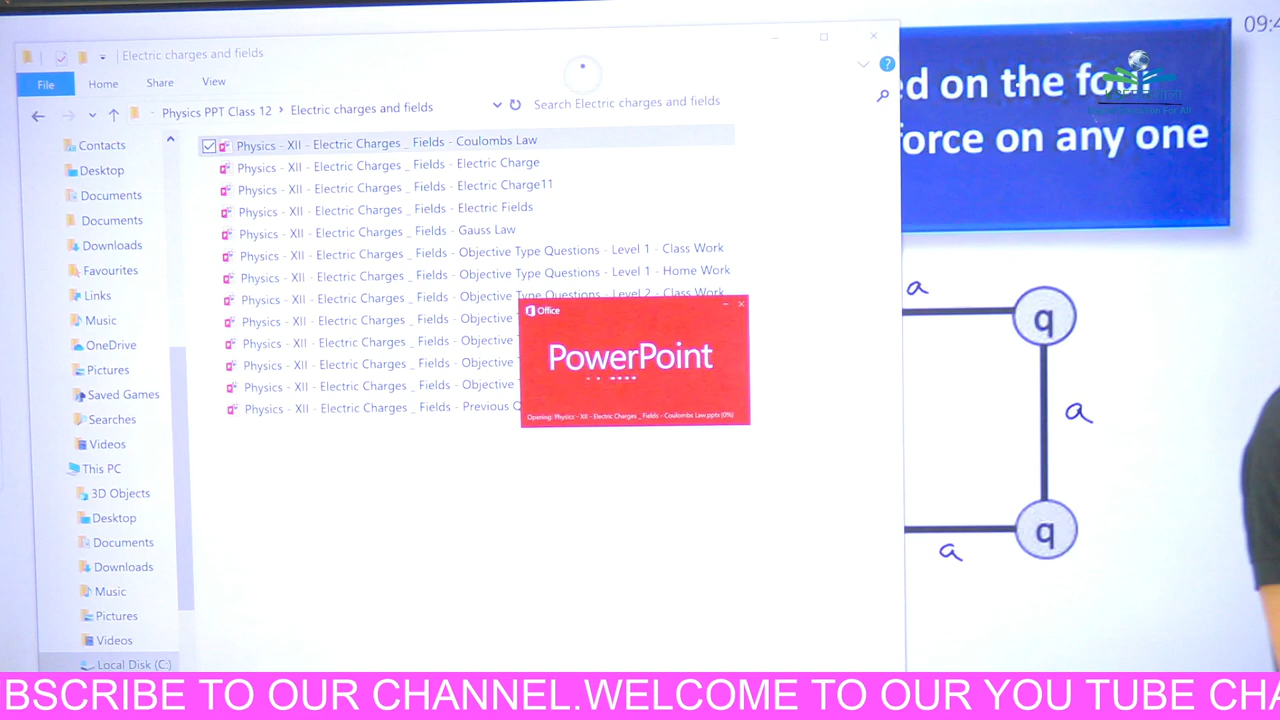 09:4
Electric charges and fields
File Home Share View
Physics PPT Class 12 > Electric charges and fields
Search Electric charges and fields
Contacts
Desktop
Documents
Documents
Downloads
Favourites
Links
Music
OneDrive
Pictures
Saved Games
Searches
Videos
This PC
3D Objects
Desktop
Documents
Downloads
Music
Pictures
Videos
Local Disk (C:)
Physics - XII - Electric Charges _ Fields - Coulombs Law
Physics - XII - Electric Charges _ Fields - Electric Charge
Physics - XII - Electric Charges _ Fields - Electric Charge11
Physics - XII - Electric Charges _ Fields - Electric Fields
Physics - XII - Electric Charges _ Fields - Gauss Law
Physics - XII - Electric Charges _ Fields - Objective Type Questions - Level 1 - Class Work
Physics - XII - Electric Charges _ Fields - Objective Type Questions - Level 1 - Home Work
Physics - XII - Electric Charges _ Fields - Objective Type Questions - Level 2 - Class Work
Physics - XII - Electric Charges _ Fields - Objective
Physics - XII - Electric Charges _ Fields - Objective
Physics - XII - Electric Charges _ Fields - Objective
Physics - XII - Electric Charges _ Fields - Objective
Physics - XII - Electric Charges _ Fields - Previous
Office
PowerPoint
Opening: Physics - XII - Electric Charges _ Fields - Coulombs Law.pptx (0%)
ed on the fou
force on any one
a
q
a
q
a
BSCRIBE TO OUR CHANNEL.WELCOME TO OUR YOU TUBE CHA